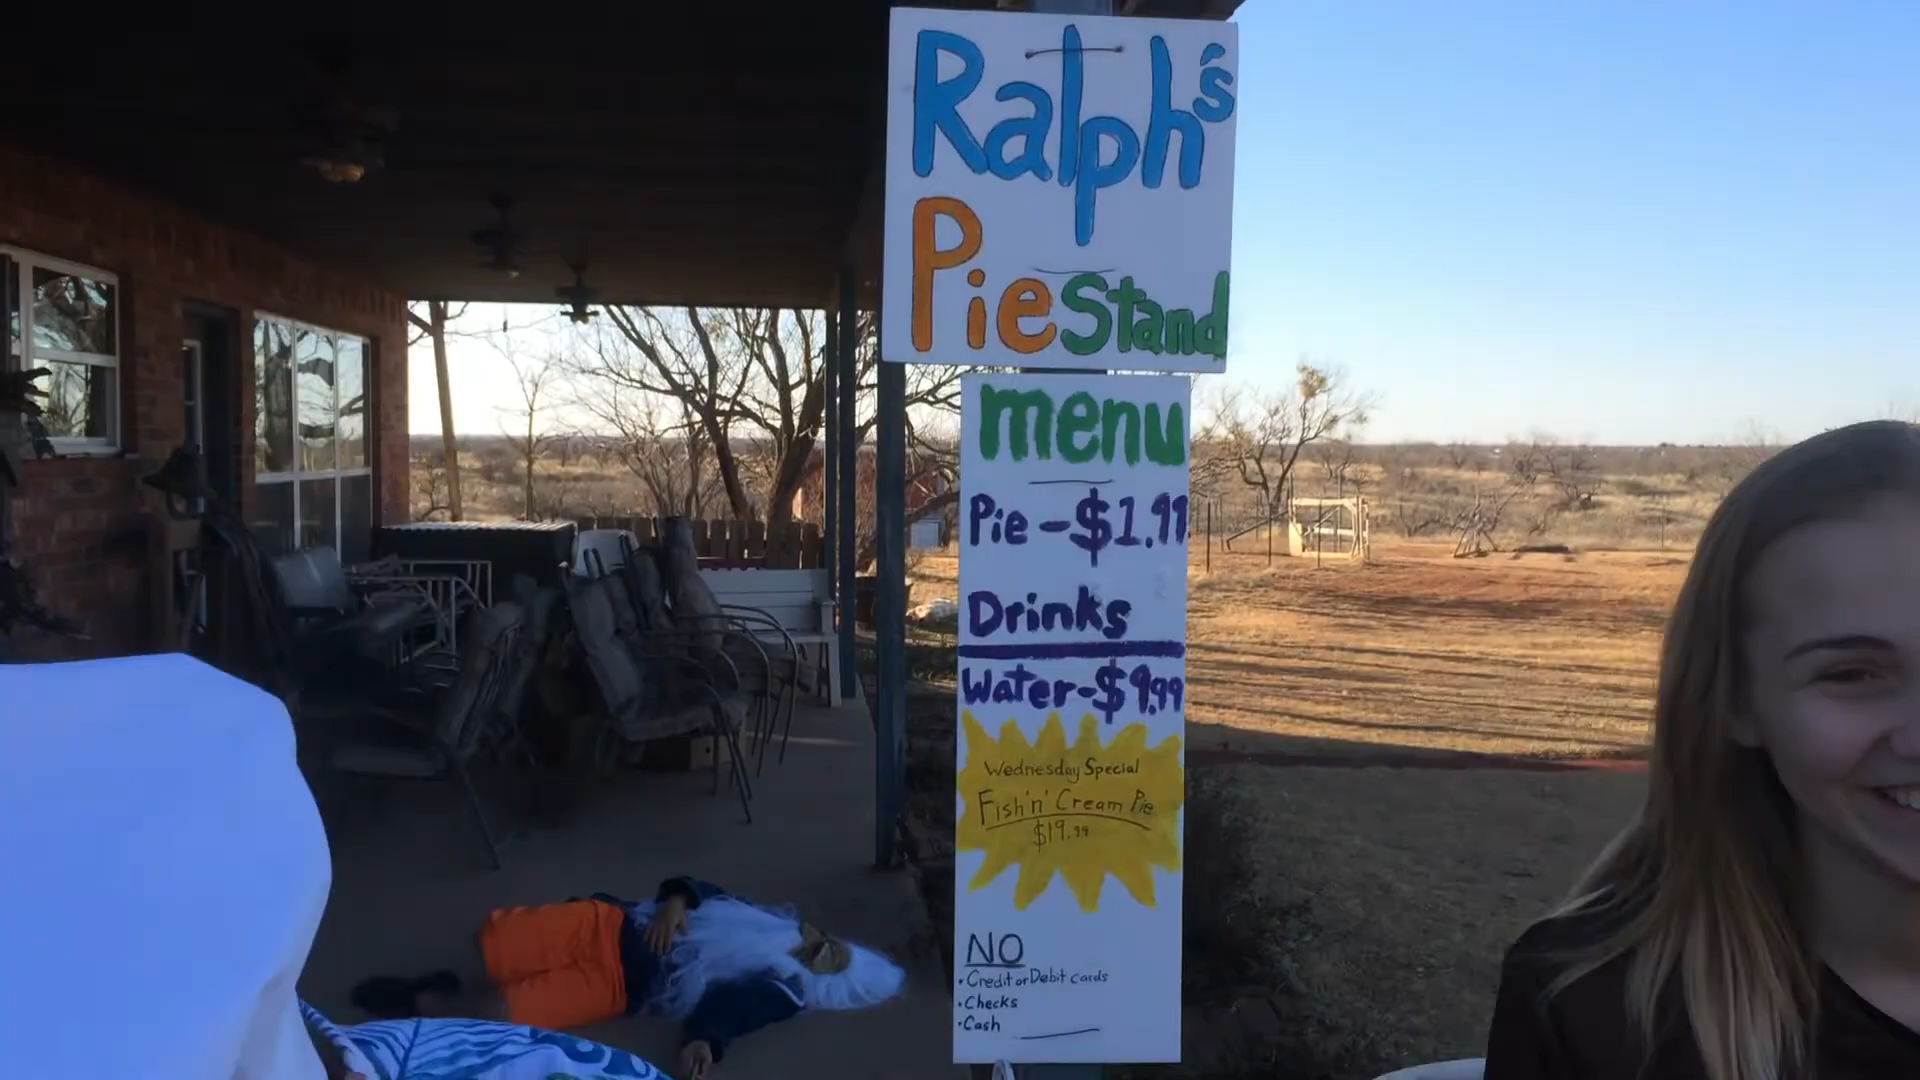 Ralph's
Pie Stand
menu
Pie - $1.99
Drinks
Water - $9.99
Wednesday Special
Fish 'n' Cream Pie
$19.99
NO
• Credit or Debit cards
• Checks
• Cash